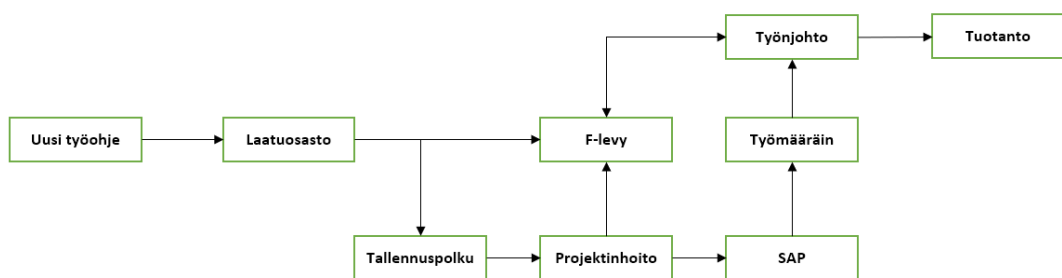 Työnjohto
Tuotanto
Uusi työohje
Laatuosasto
F-levy
Työmääräin
Tallennuspolku
Projektinhoito
SAP